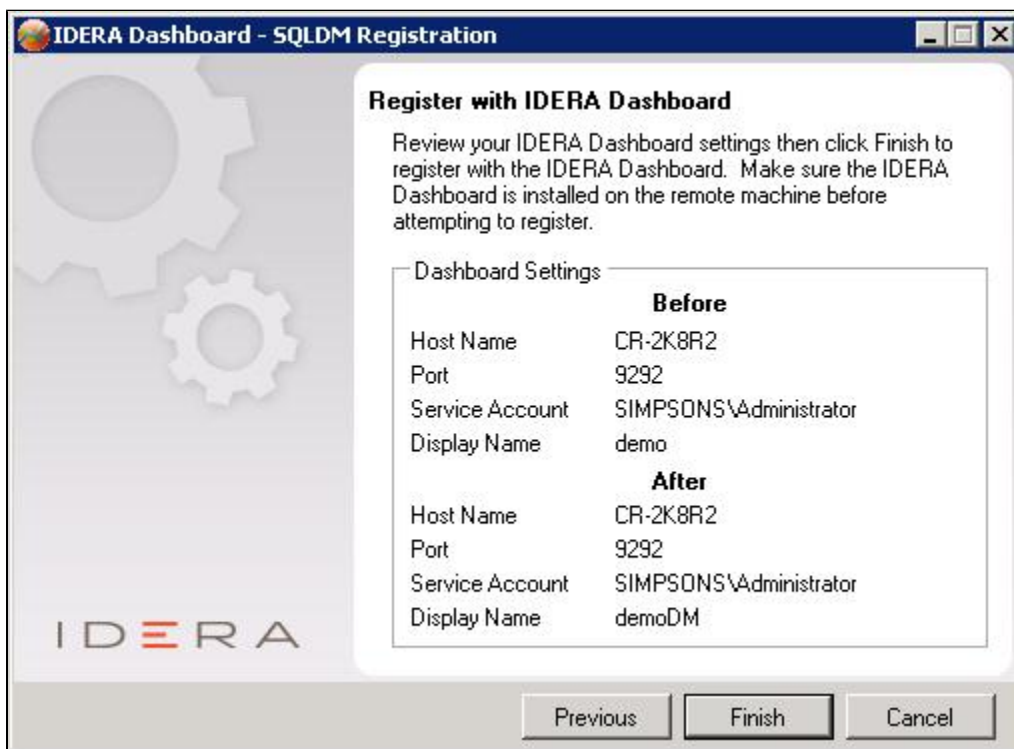 IDERA Dashboard - SQLDM Registration
Register with IDERA Dashboard
Review your IDERA Dashboard settings then click Finish to
register with the IDERA Dashboard.  Make sure the IDERA
Dashboard is installed on the remote machine before
attempting to register.
Dashboard Settings
Before
Host Name CR-2K8R2
Port 9292
Service Account SIMPSONS\Administrator
Display Name demo
After
Host Name CR-2K8R2
Port 9292
Service Account SIMPSONS\Administrator
Display Name demoDM
IDERA
Previous Finish Cancel